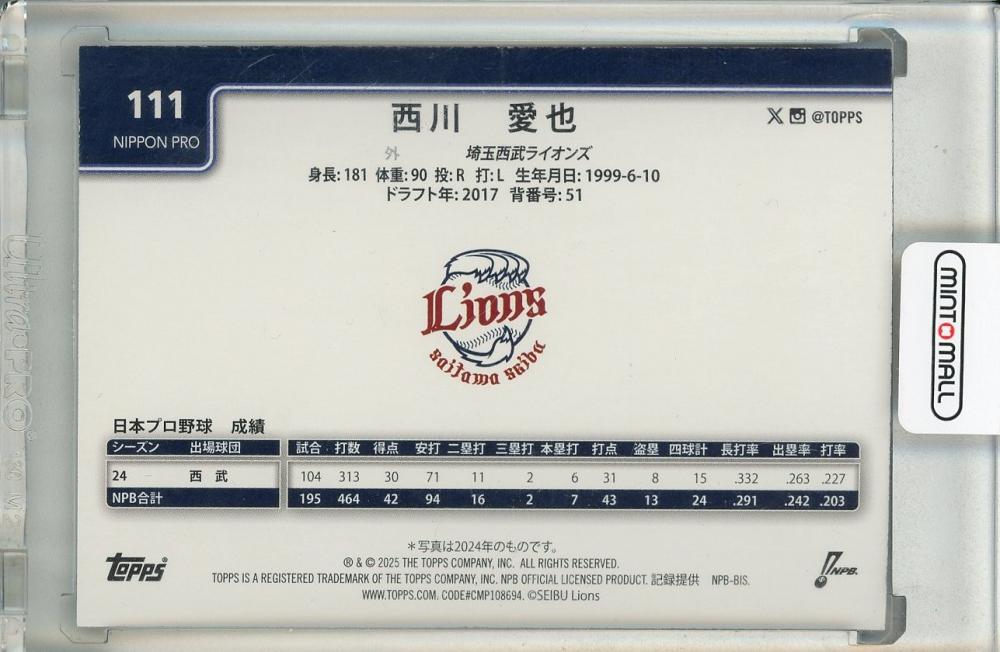 111
NIPPON PRO
西川 愛也
@TOPPS
外 埼玉西武ライオンズ
身長: 181 体重: 90 投: R 打: L 生年月日: 1999-6-10
ドラフト年: 2017 背番号: 51
Lions
Saitama Seibu
MINTMALL
Ultra·PRO
日本プロ野球 成績
シーズン 出場球団 試合 打数 得点 安打 二塁打 三塁打 本塁打 打点 盗塁 四球計 長打率 出塁率 打率
24 西武 104 313 30 71 11 2 6 31 8 15 .332 .263 .227
NPB合計 195 464 42 94 16 2 7 43 13 24 .291 .242 .203
*写真は2024年のものです。
® & © 2025 THE TOPPS COMPANY, INC. ALL RIGHTS RESERVED.
TOPPS IS A REGISTERED TRADEMARK OF THE TOPPS COMPANY, INC. NPB OFFICIAL LICENSED PRODUCT. 記録提供 NPB-BIS.
WWW.TOPPS.COM. CODE#CMP108694. ©SEIBU Lions
Topps
NPB.